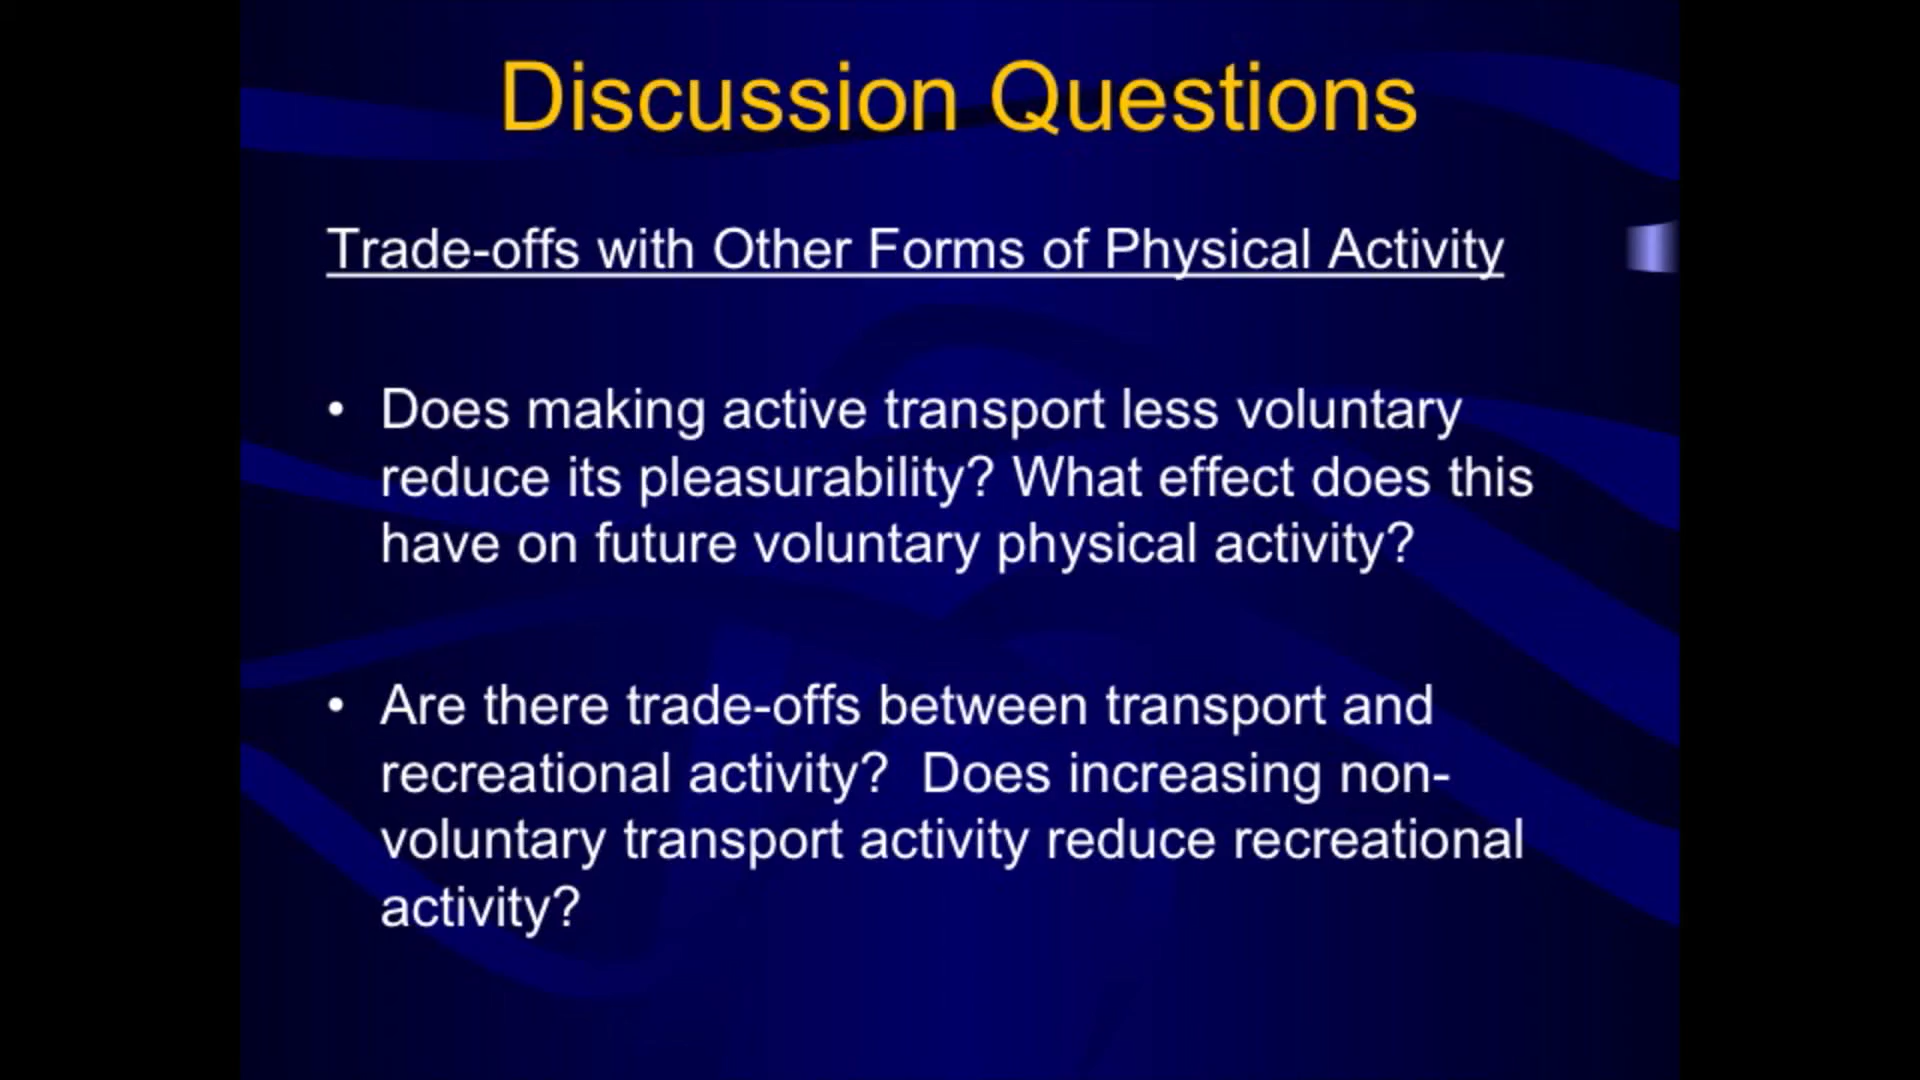 Discussion Questions
Trade-offs with Other Forms of Physical Activity
• Does making active transport less voluntary
reduce its pleasurability? What effect does this
have on future voluntary physical activity?
• Are there trade-offs between transport and
recreational activity?  Does increasing non-
voluntary transport activity reduce recreational
activity?